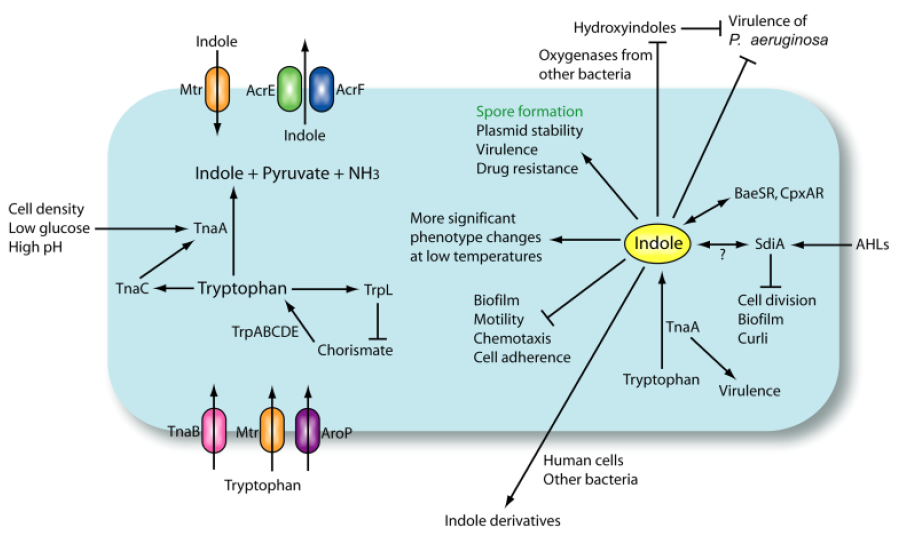 Indole
Mtr
AcrE
AcrF
Indole
Indole + Pyruvate + NH3
Cell density
Low glucose
High pH
TnaA
TnaC
Tryptophan
TrpL
TrpABCDE
Chorismate
TnaB
Mtr
AroP
Tryptophan
Hydroxyindoles
Virulence of
P. aeruginosa
Oxygenases from
other bacteria
Spore formation
Plasmid stability
Virulence
Drug resistance
BaeSR, CpxAR
More significant
phenotype changes
at low temperatures
Indole
?
SdiA
AHLs
Biofilm
Motility
Chemotaxis
Cell adherence
Cell division
Biofilm
Curli
TnaA
Tryptophan
Virulence
Human cells
Other bacteria
Indole derivatives